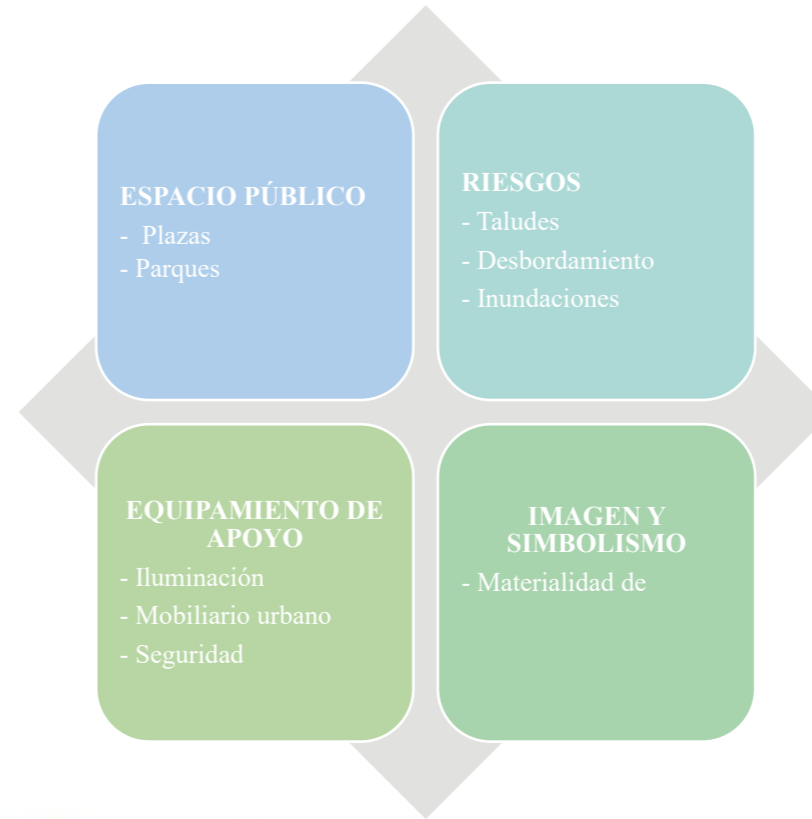 ESPACIO PÚBLICO
-  Plazas
- Parques
RIESGOS
- Taludes
- Desbordamiento
- Inundaciones
EQUIPAMIENTO DE
APOYO
- Iluminación
- Mobiliario urbano
- Seguridad
IMAGEN Y
SIMBOLISMO
- Materialidad de